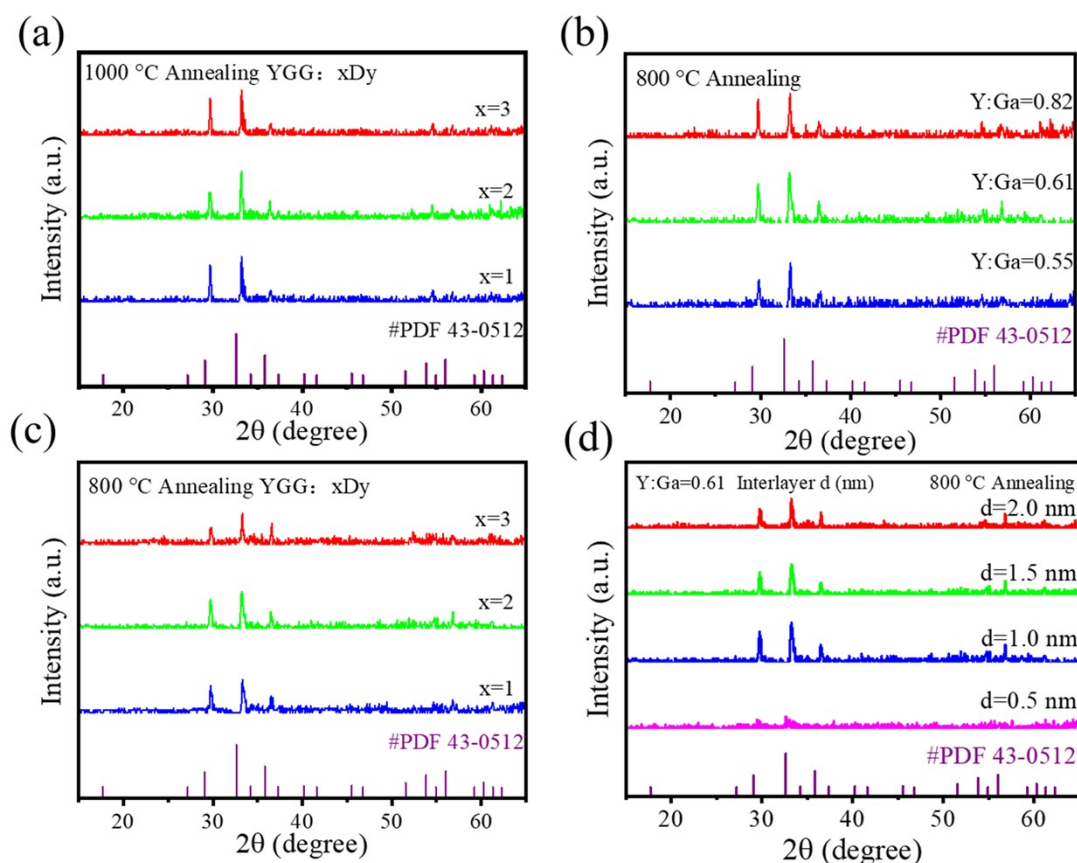 (a)
1000 °C Annealing YGG：xDy
x=3
x=2
x=1
#PDF 43-0512
Intensity (a.u.)
20 30 40 50 60
2θ (degree)
(b)
800 °C Annealing
Y:Ga=0.82
Y:Ga=0.61
Y:Ga=0.55
#PDF 43-0512
Intensity (a.u.)
20 30 40 50 60
2θ (degree)
(c)
800 °C Annealing YGG：xDy
x=3
x=2
x=1
#PDF 43-0512
Intensity (a.u.)
20 30 40 50 60
2θ (degree)
(d)
Y:Ga=0.61 Interlayer d (nm) 800 °C Annealing
d=2.0 nm
d=1.5 nm
d=1.0 nm
d=0.5 nm
#PDF 43-0512
Intensity (a.u.)
20 30 40 50 60
2θ (degree)